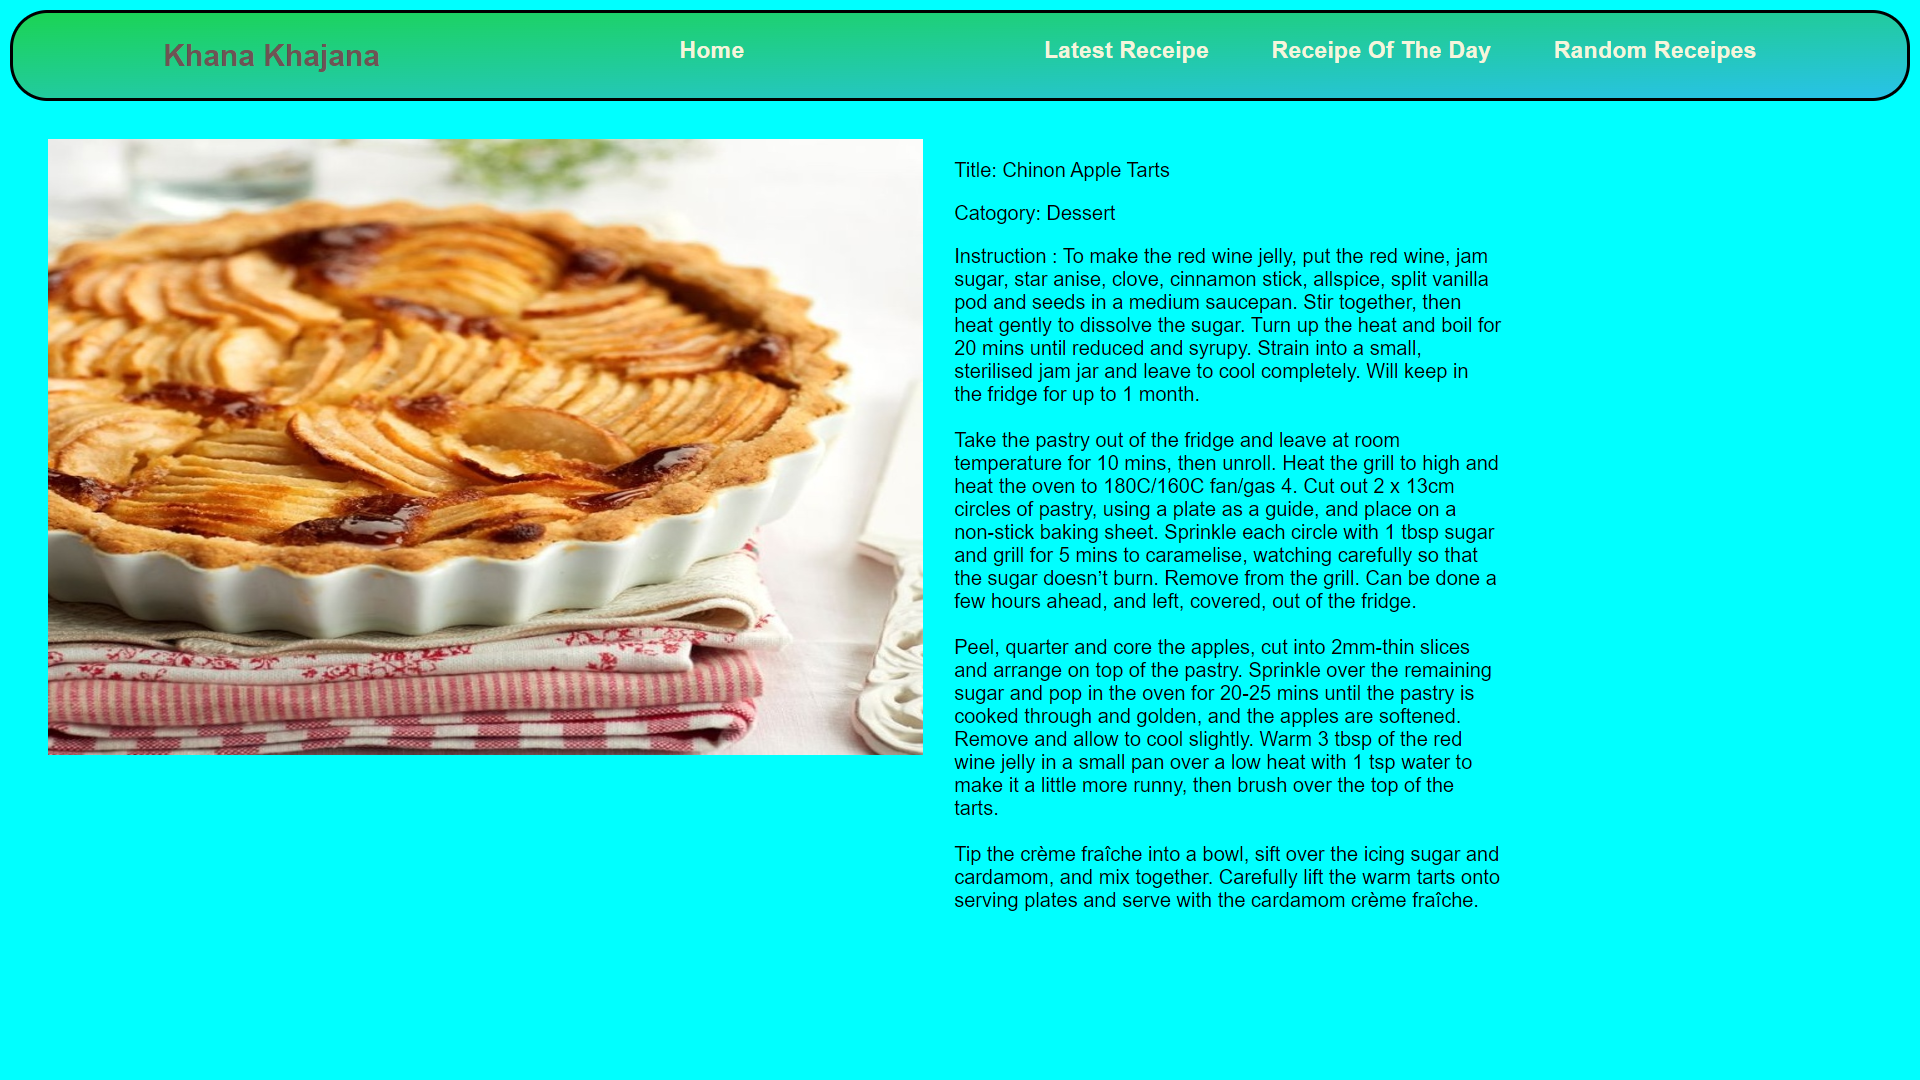 Khana Khajana
Home
Latest Receipe
Receipe Of The Day
Random Receipes
Title: Chinon Apple Tarts
Catogory: Dessert
Instruction : To make the red wine jelly, put the red wine, jam
sugar, star anise, clove, cinnamon stick, allspice, split vanilla
pod and seeds in a medium saucepan. Stir together, then
heat gently to dissolve the sugar. Turn up the heat and boil for
20 mins until reduced and syrupy. Strain into a small,
sterilised jam jar and leave to cool completely. Will keep in
the fridge for up to 1 month.
Take the pastry out of the fridge and leave at room
temperature for 10 mins, then unroll. Heat the grill to high and
heat the oven to 180C/160C fan/gas 4. Cut out 2 x 13cm
circles of pastry, using a plate as a guide, and place on a
non-stick baking sheet. Sprinkle each circle with 1 tbsp sugar
and grill for 5 mins to caramelise, watching carefully so that
the sugar doesn’t burn. Remove from the grill. Can be done a
few hours ahead, and left, covered, out of the fridge.
Peel, quarter and core the apples, cut into 2mm-thin slices
and arrange on top of the pastry. Sprinkle over the remaining
sugar and pop in the oven for 20-25 mins until the pastry is
cooked through and golden, and the apples are softened.
Remove and allow to cool slightly. Warm 3 tbsp of the red
wine jelly in a small pan over a low heat with 1 tsp water to
make it a little more runny, then brush over the top of the
tarts.
Tip the crème fraîche into a bowl, sift over the icing sugar and
cardamom, and mix together. Carefully lift the warm tarts onto
serving plates and serve with the cardamom crème fraîche.